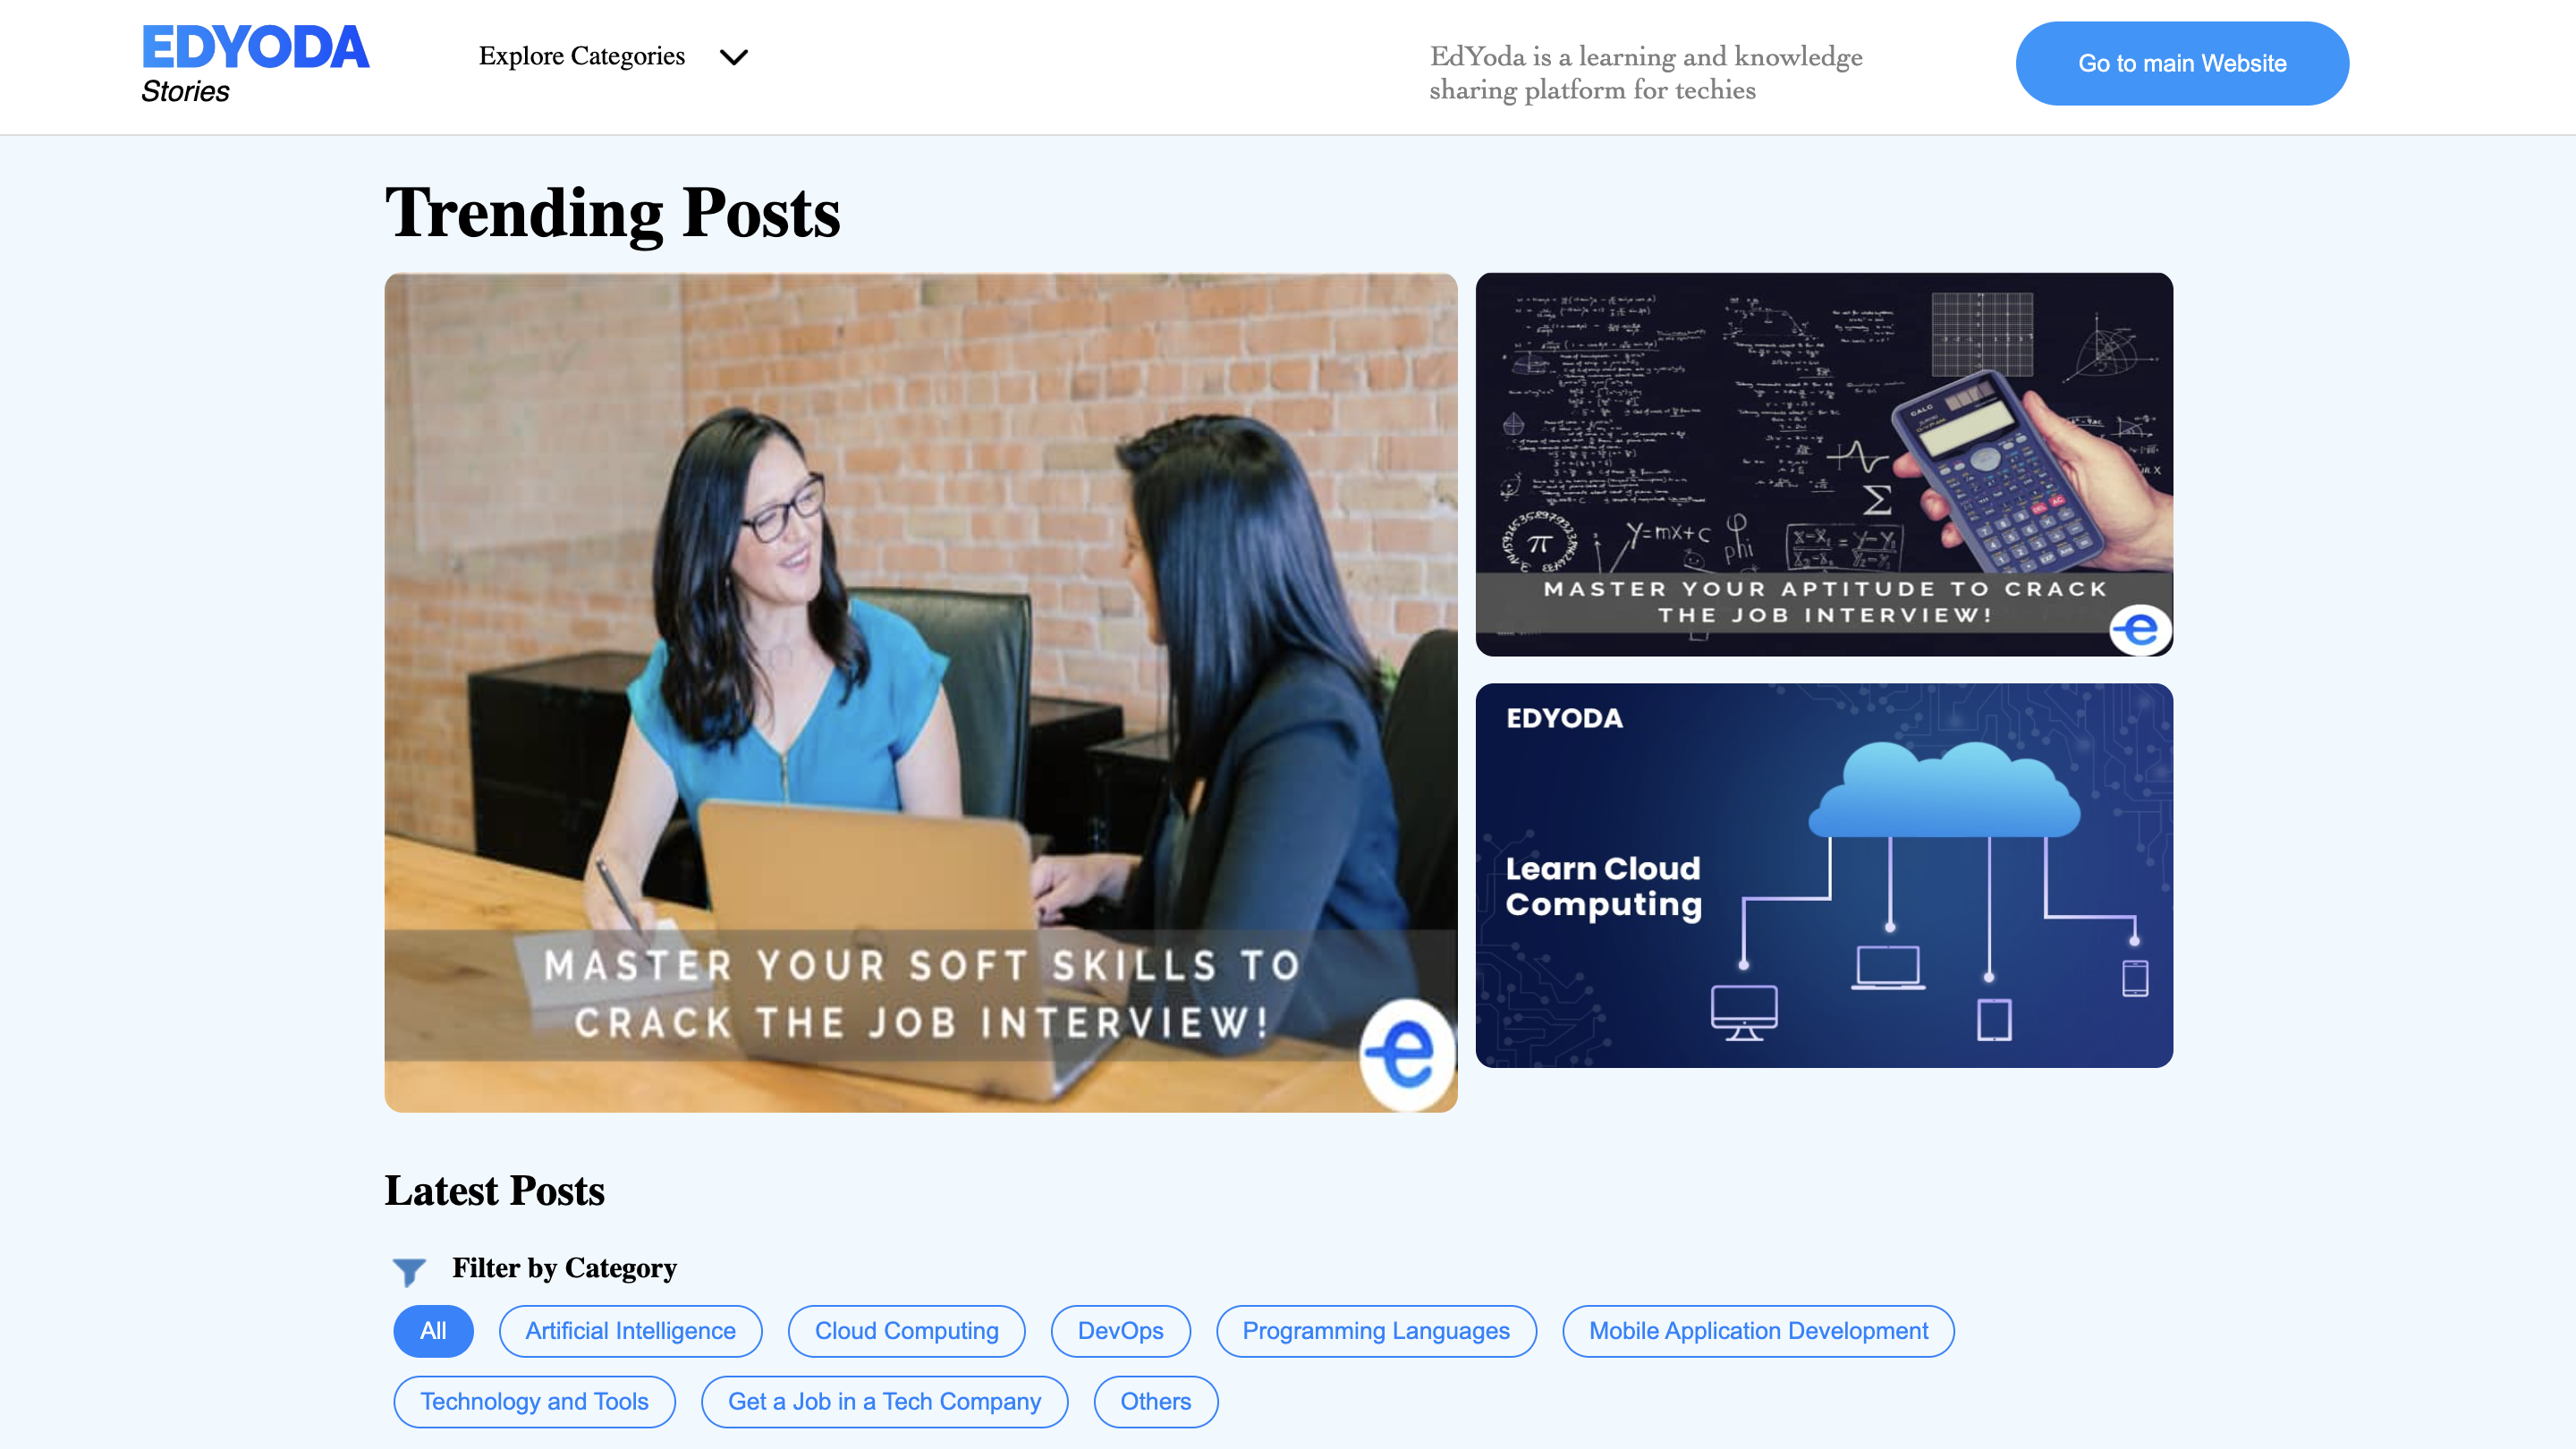 EDYODA
Stories
Explore Categories
EdYoda is a learning and knowledge
sharing platform for techies
Go to main Website
Trending Posts
MASTER YOUR SOFT SKILLS TO
CRACK THE JOB INTERVIEW!
e
CALC
Y=mx+c
phi
π
Σ
MASTER YOUR APTITUDE TO CRACK
THE JOB INTERVIEW!
e
EDYODA
Learn Cloud
Computing
Latest Posts
Filter by Category
All
Artificial Intelligence
Cloud Computing
DevOps
Programming Languages
Mobile Application Development
Technology and Tools
Get a Job in a Tech Company
Others